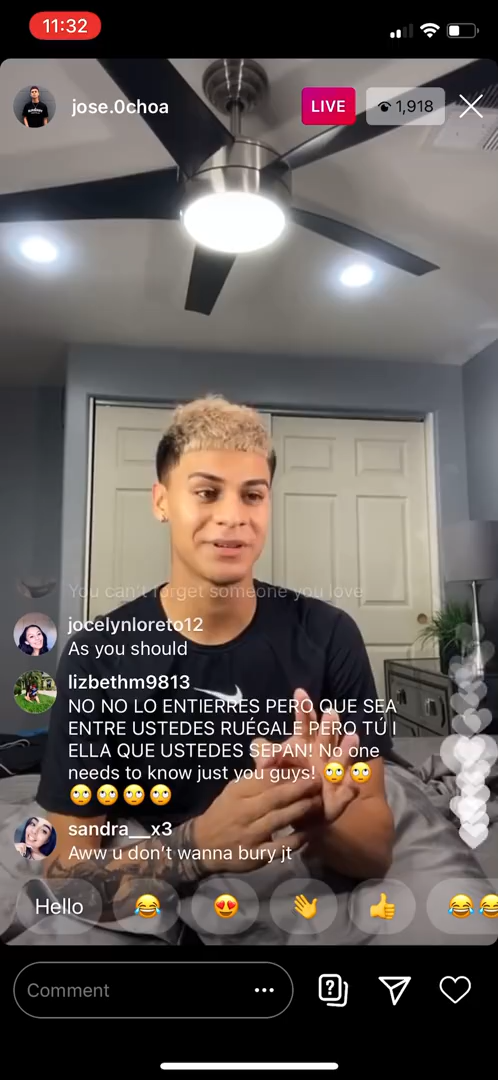 11:32
jose.0choa
LIVE
1,918
You can't forget someone you love
jocelynloreto12
As you should
lizbethm9813
NO NO LO ENTIERRES PERO QUE SEA
ENTRE USTEDES RUÉGALE PERO TÚ I
ELLA QUE USTEDES SEPAN! No one
needs to know just you guys! 🙄🙄
🙄🙄🙄🙄
sandra__x3
Aww u don't wanna bury jt
Hello 😂 😍 👋 👍 😂😂
Comment